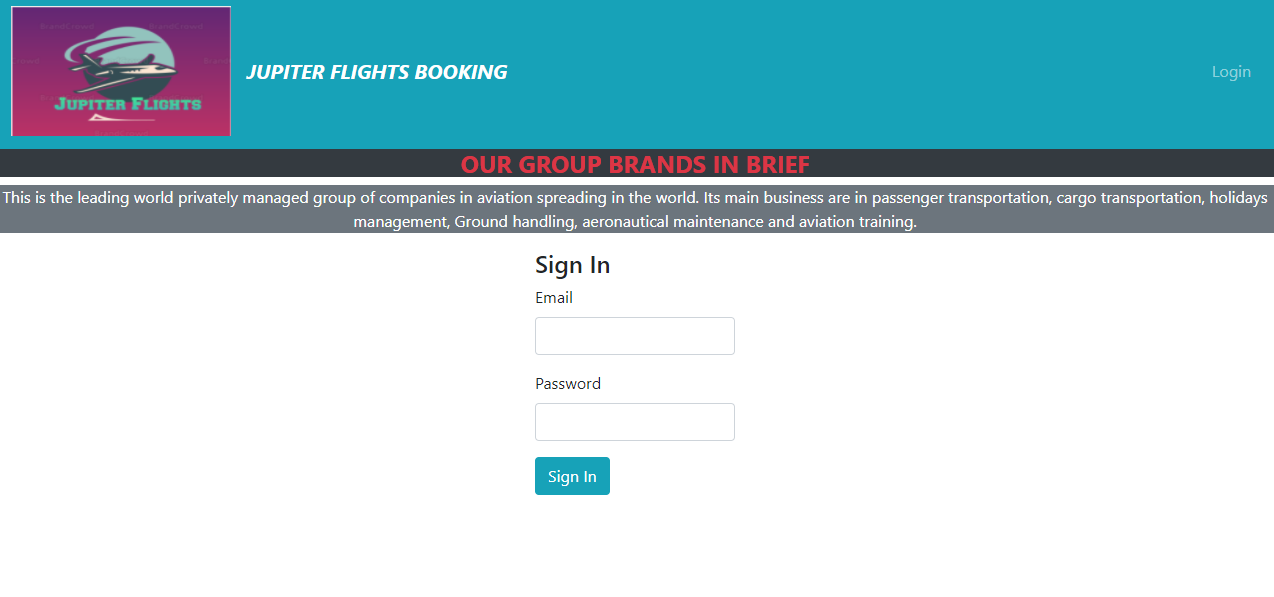 JUPITER FLIGHTS
JUPITER FLIGHTS BOOKING
Login
OUR GROUP BRANDS IN BRIEF
This is the leading world privately managed group of companies in aviation spreading in the world. Its main business are in passenger transportation, cargo transportation, holidays
management, Ground handling, aeronautical maintenance and aviation training.
Sign In
Email
Password
Sign In